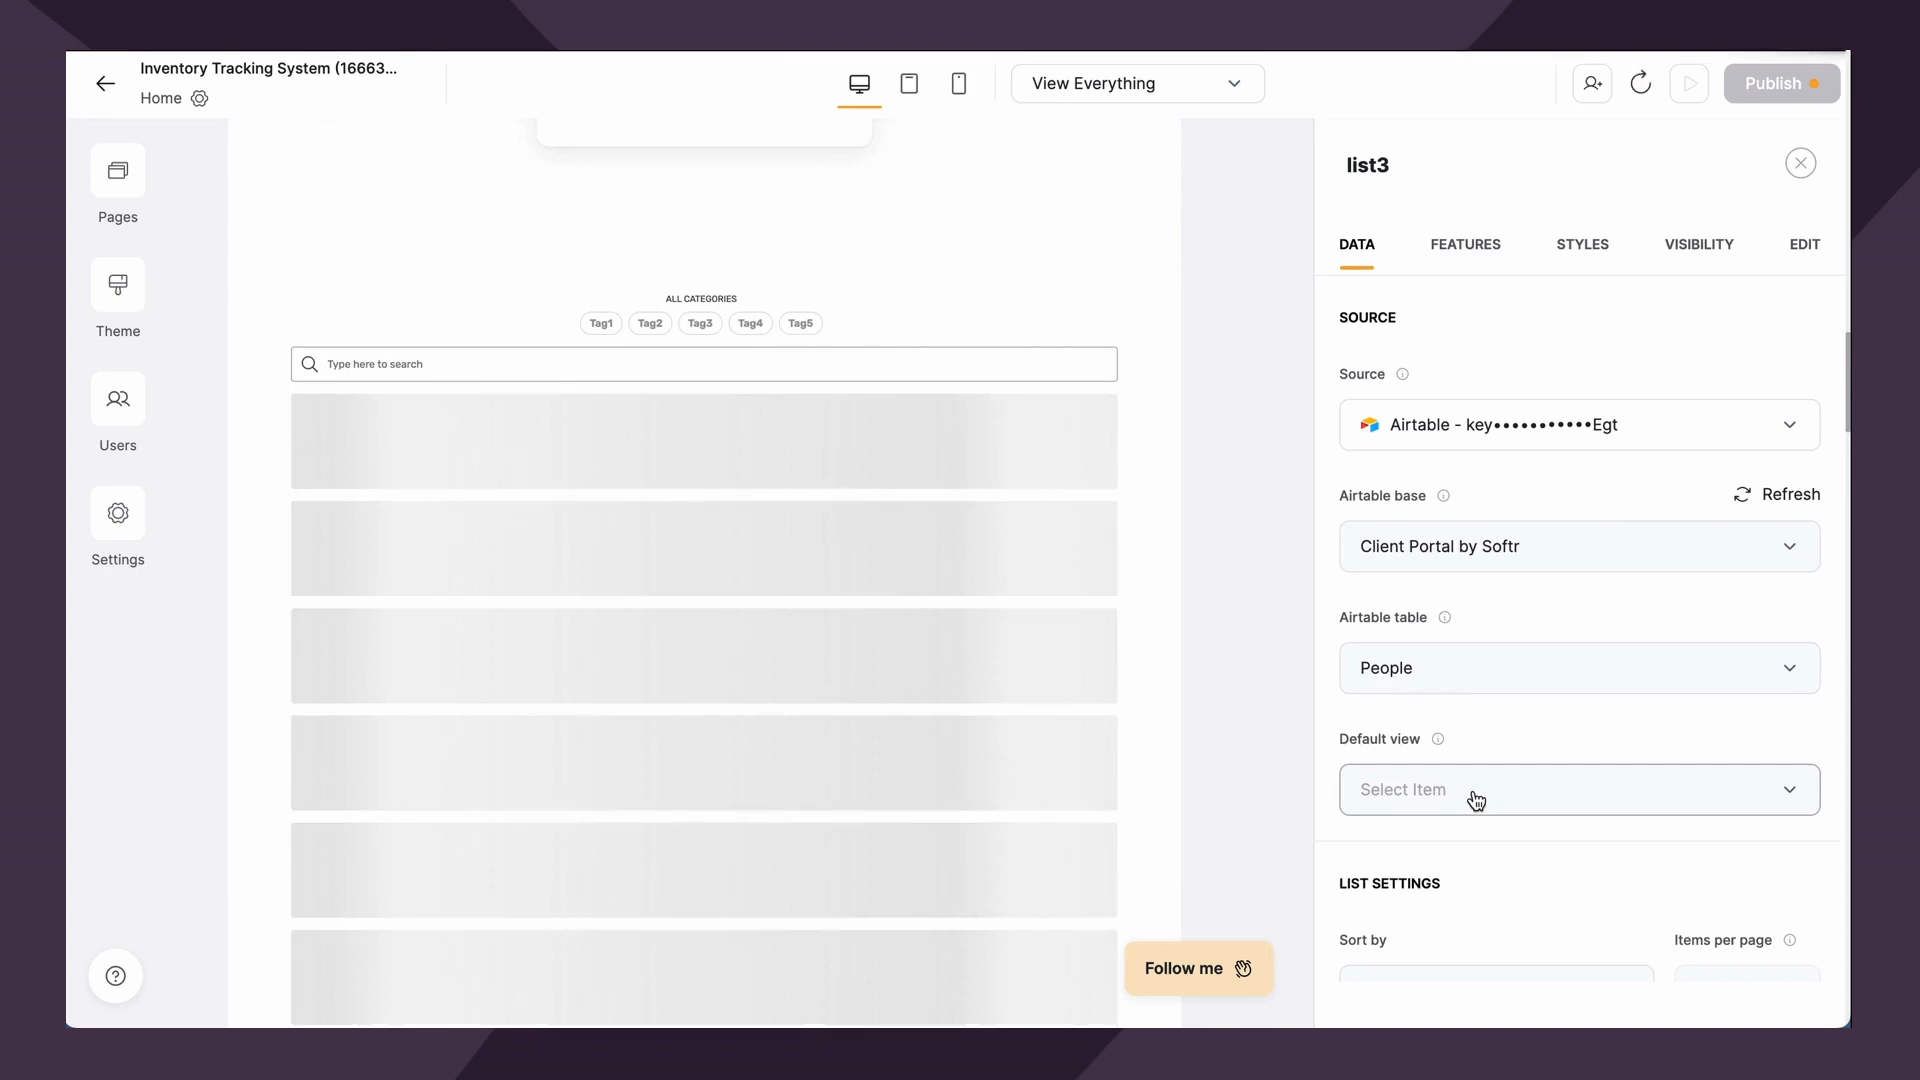 Inventory Tracking System (16663...
Home
View Everything
Publish
Pages
Theme
Users
Settings
ALL CATEGORIES
Tag1 Tag2 Tag3 Tag4 Tag5
Type here to search
Follow me
list3
DATA FEATURES STYLES VISIBILITY EDIT
SOURCE
Source
Airtable - key•••••••••••Egt
Airtable base
Refresh
Client Portal by Softr
Airtable table
People
Default view
Select Item
LIST SETTINGS
Sort by
Items per page